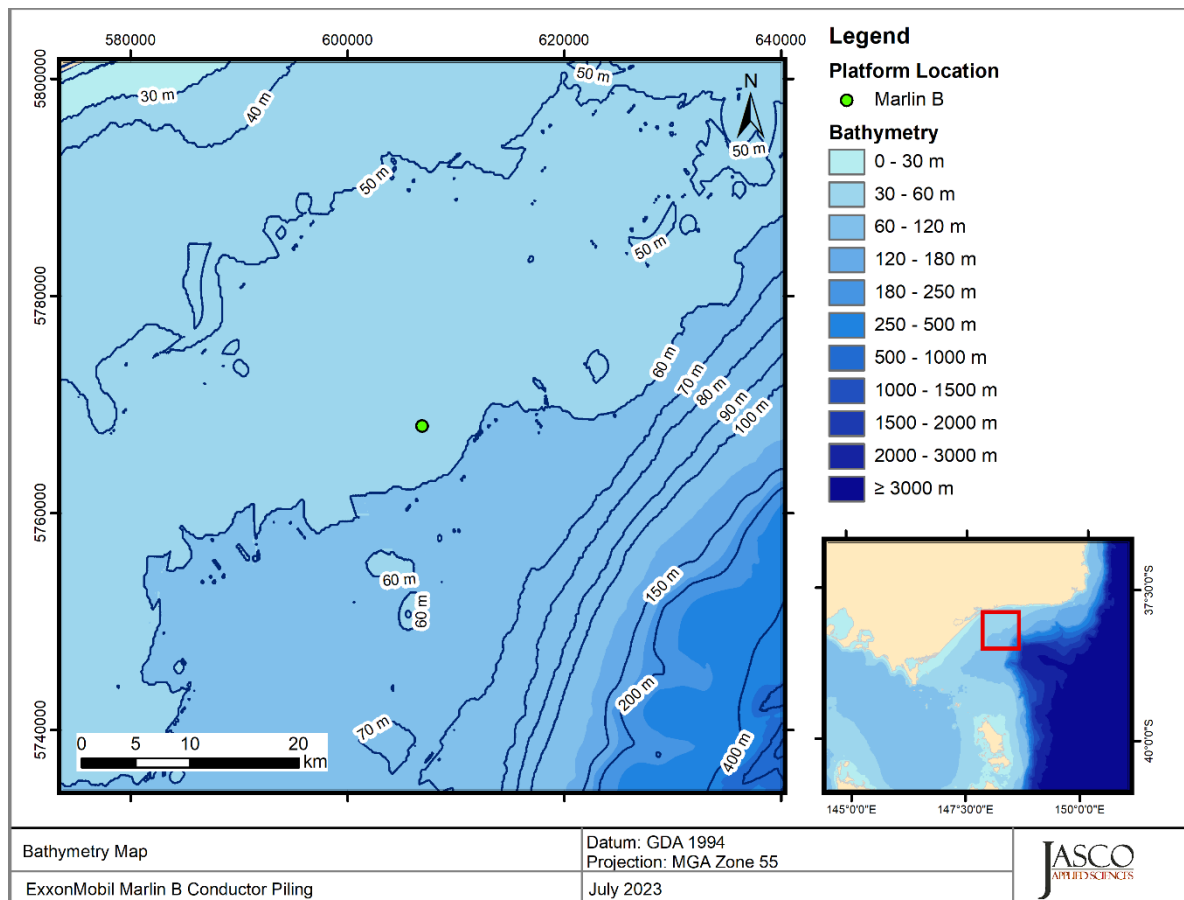 580000
600000
620000
640000
5800000
5780000
5760000
5740000
50 m
30 m
40 m
N
50 m
50 m
50 m
60 m
70 m
80 m
90 m
100 m
60 m
60 m
150 m
200 m
70 m
400 m
0 5 10 20
km
Legend
Platform Location
Marlin B
Bathymetry
0 - 30 m
30 - 60 m
60 - 120 m
120 - 180 m
180 - 250 m
250 - 500 m
500 - 1000 m
1000 - 1500 m
1500 - 2000 m
2000 - 3000 m
≥ 3000 m
37°30'0"S
40°0'0"S
145°0'0"E
147°30'0"E
150°0'0"E
Bathymetry Map
Datum: GDA 1994
Projection: MGA Zone 55
ExxonMobil Marlin B Conductor Piling
July 2023
JASCO
APPLIED SCIENCES